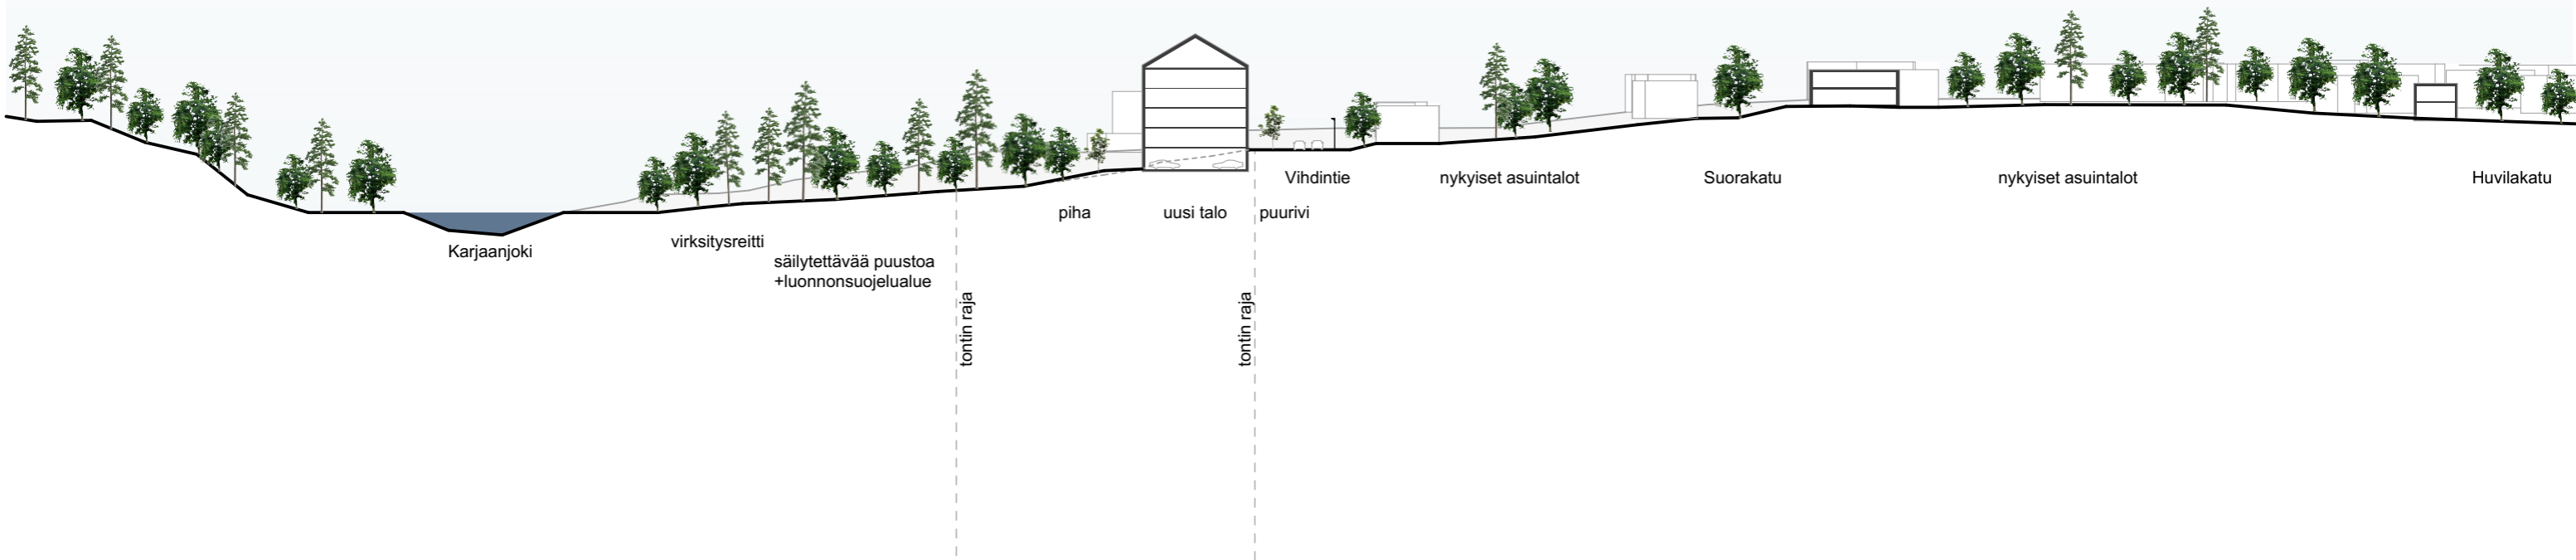 Karjaanjoki
virksitysreitti
säilytettävää puustoa
+luonnonsuojelualue
tontin raja
piha
uusi talo
puurivi
tontin raja
Vihdintie
nykyiset asuintalot
Suorakatu
nykyiset asuintalot
Huvilakatu